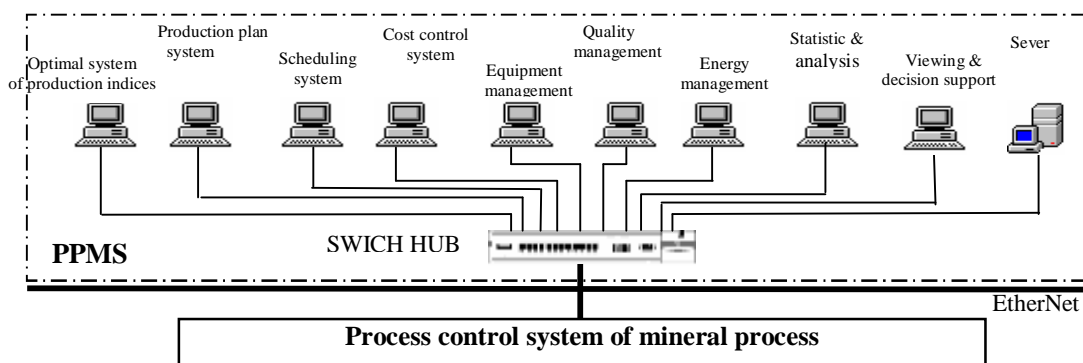 Optimal system
of production indices
Production plan
system
Scheduling
system
Cost control
system
Equipment
management
Quality
management
Energy
management
Statistic &
analysis
Viewing &
decision support
Sever
PPMS
SWICH HUB
EtherNet
Process control system of mineral process